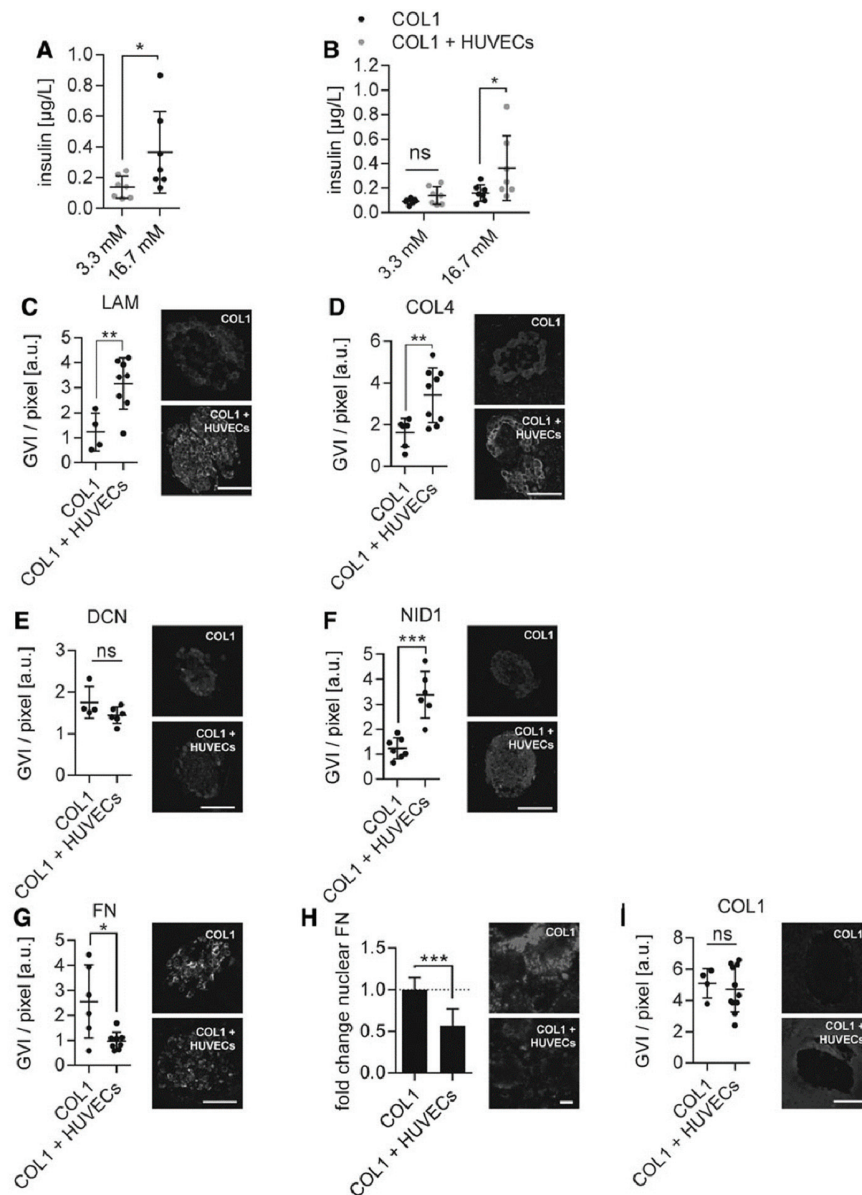 COL1
COL1 + HUVECs
A
*
insulin [µg/L]
1.0
0.8
0.6
0.4
0.2
0.0
3.3 mM
16.7 mM
B
ns
*
insulin [µg/L]
1.2
1.0
0.8
0.6
0.4
0.2
0.0
3.3 mM
16.7 mM
C
LAM
**
GVI / pixel [a.u.]
5
4
3
2
1
0
COL1
COL1 + HUVECs
COL1
COL1 +
HUVECs
D
COL4
**
GVI / pixel [a.u.]
6
4
2
0
COL1
COL1 + HUVECs
COL1
COL1 +
HUVECs
E
DCN
ns
GVI / pixel [a.u.]
3
2
1
0
COL1
COL1 + HUVECs
COL1
COL1 +
HUVECs
F
NID1
***
GVI / pixel [a.u.]
5
4
3
2
1
0
COL1
COL1 + HUVECs
COL1
COL1 +
HUVECs
G
FN
*
GVI / pixel [a.u.]
5
4
3
2
1
0
COL1
COL1 + HUVECs
COL1
COL1 +
HUVECs
H
***
fold change nuclear FN
1.5
1.0
0.5
0.0
COL1
COL1 + HUVECs
COL1
COL1 +
HUVECs
I
COL1
ns
GVI / pixel [a.u.]
8
6
4
2
0
COL1
COL1 + HUVECs
COL1
COL1 +
HUVECs